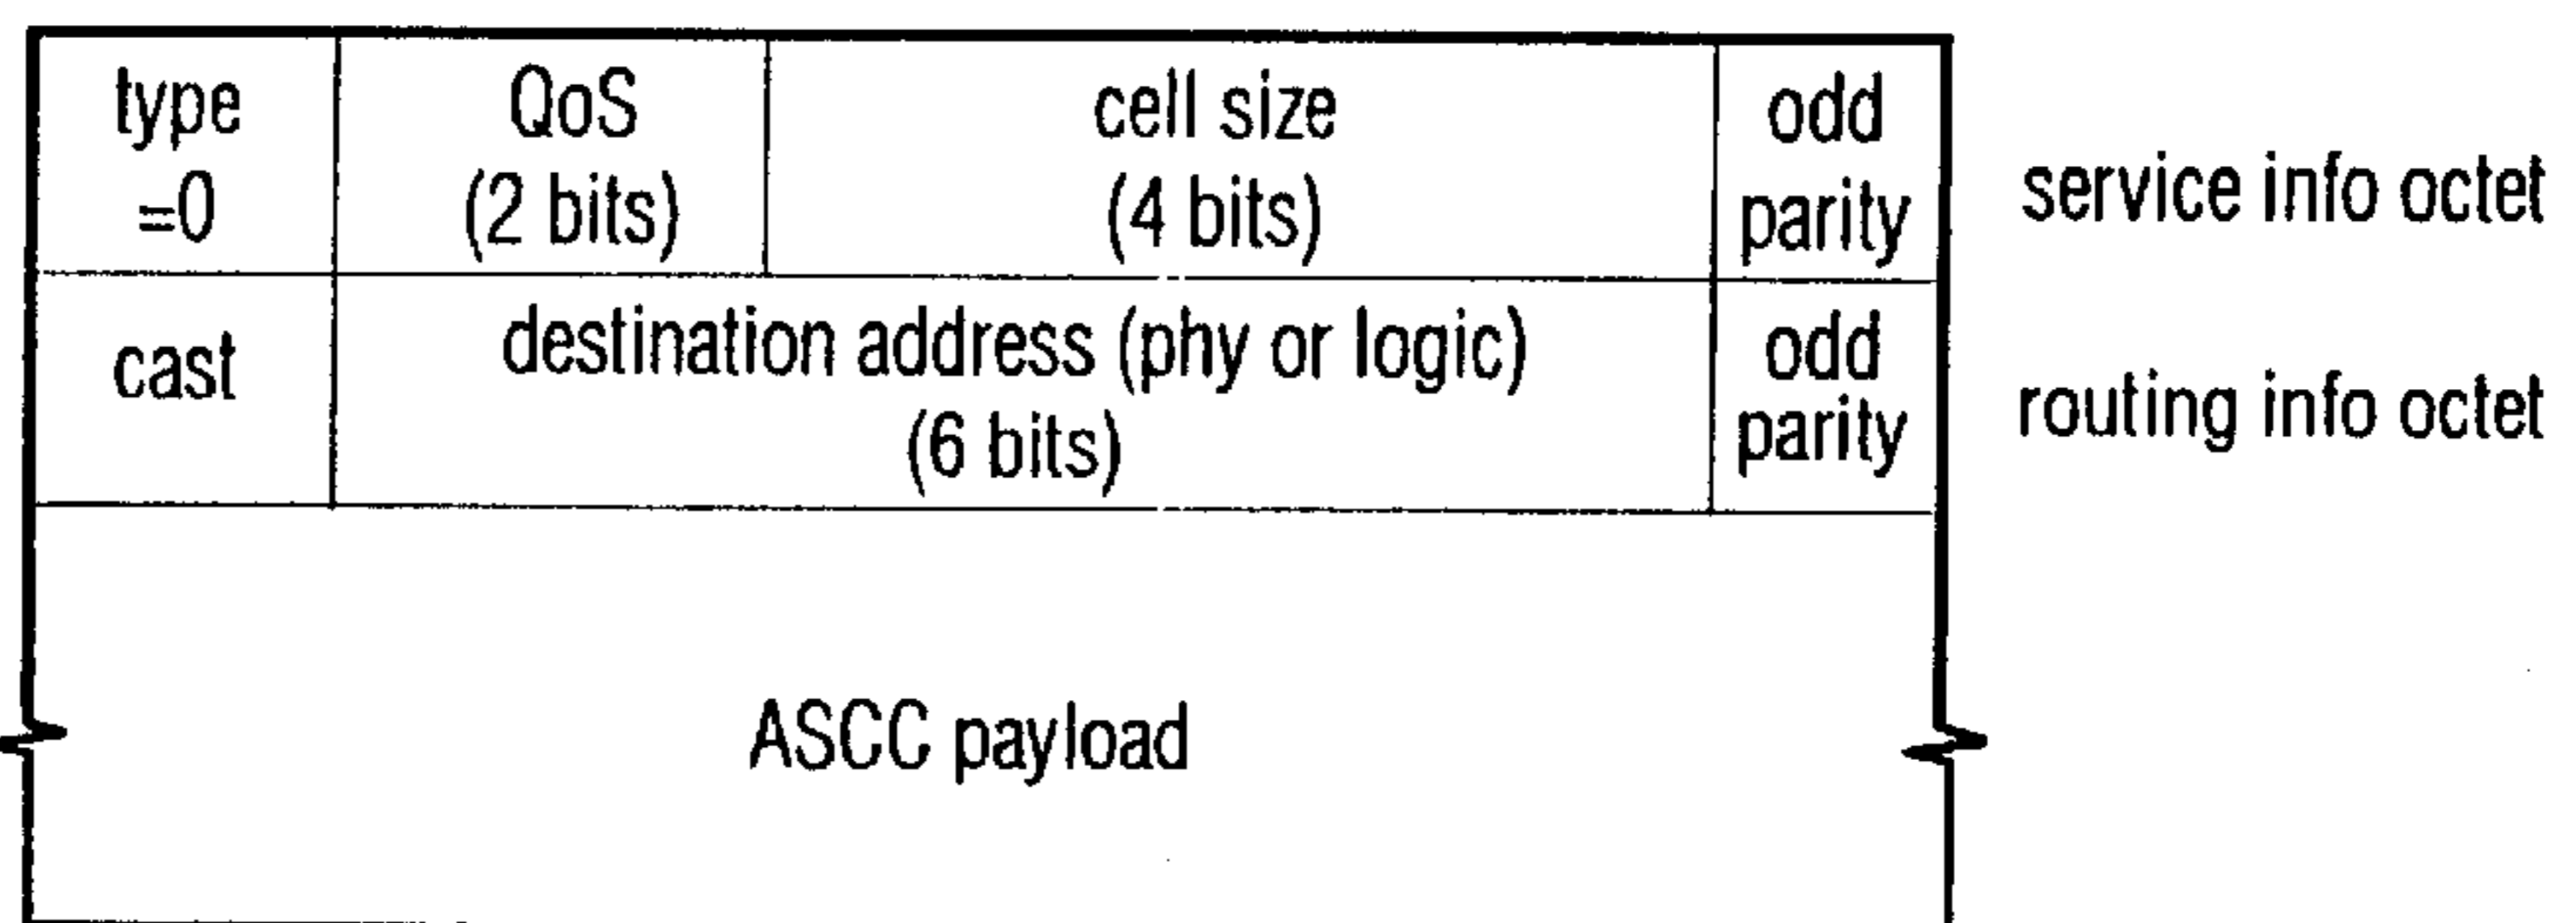 type
=0
QoS
(2 bits)
cell size
(4 bits)
odd
parity
service info octet
cast
destination address (phy or logic)
(6 bits)
odd
parity
routing info octet
ASCC payload